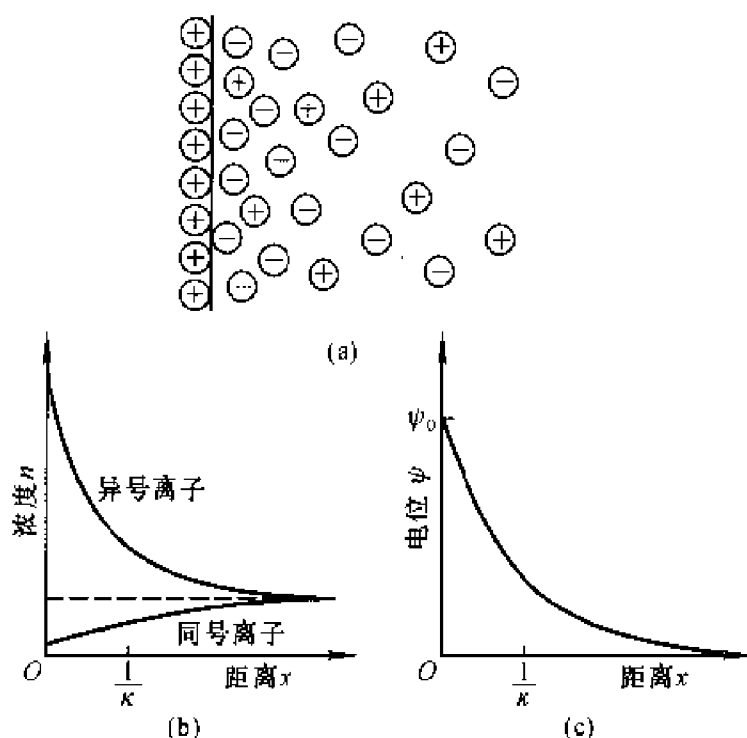 (a)
浓度 n
异号离子
同号离子
O
1/κ
距离 x
(b)
ψ₀
电位 ψ
O
1/κ
距离 x
(c)